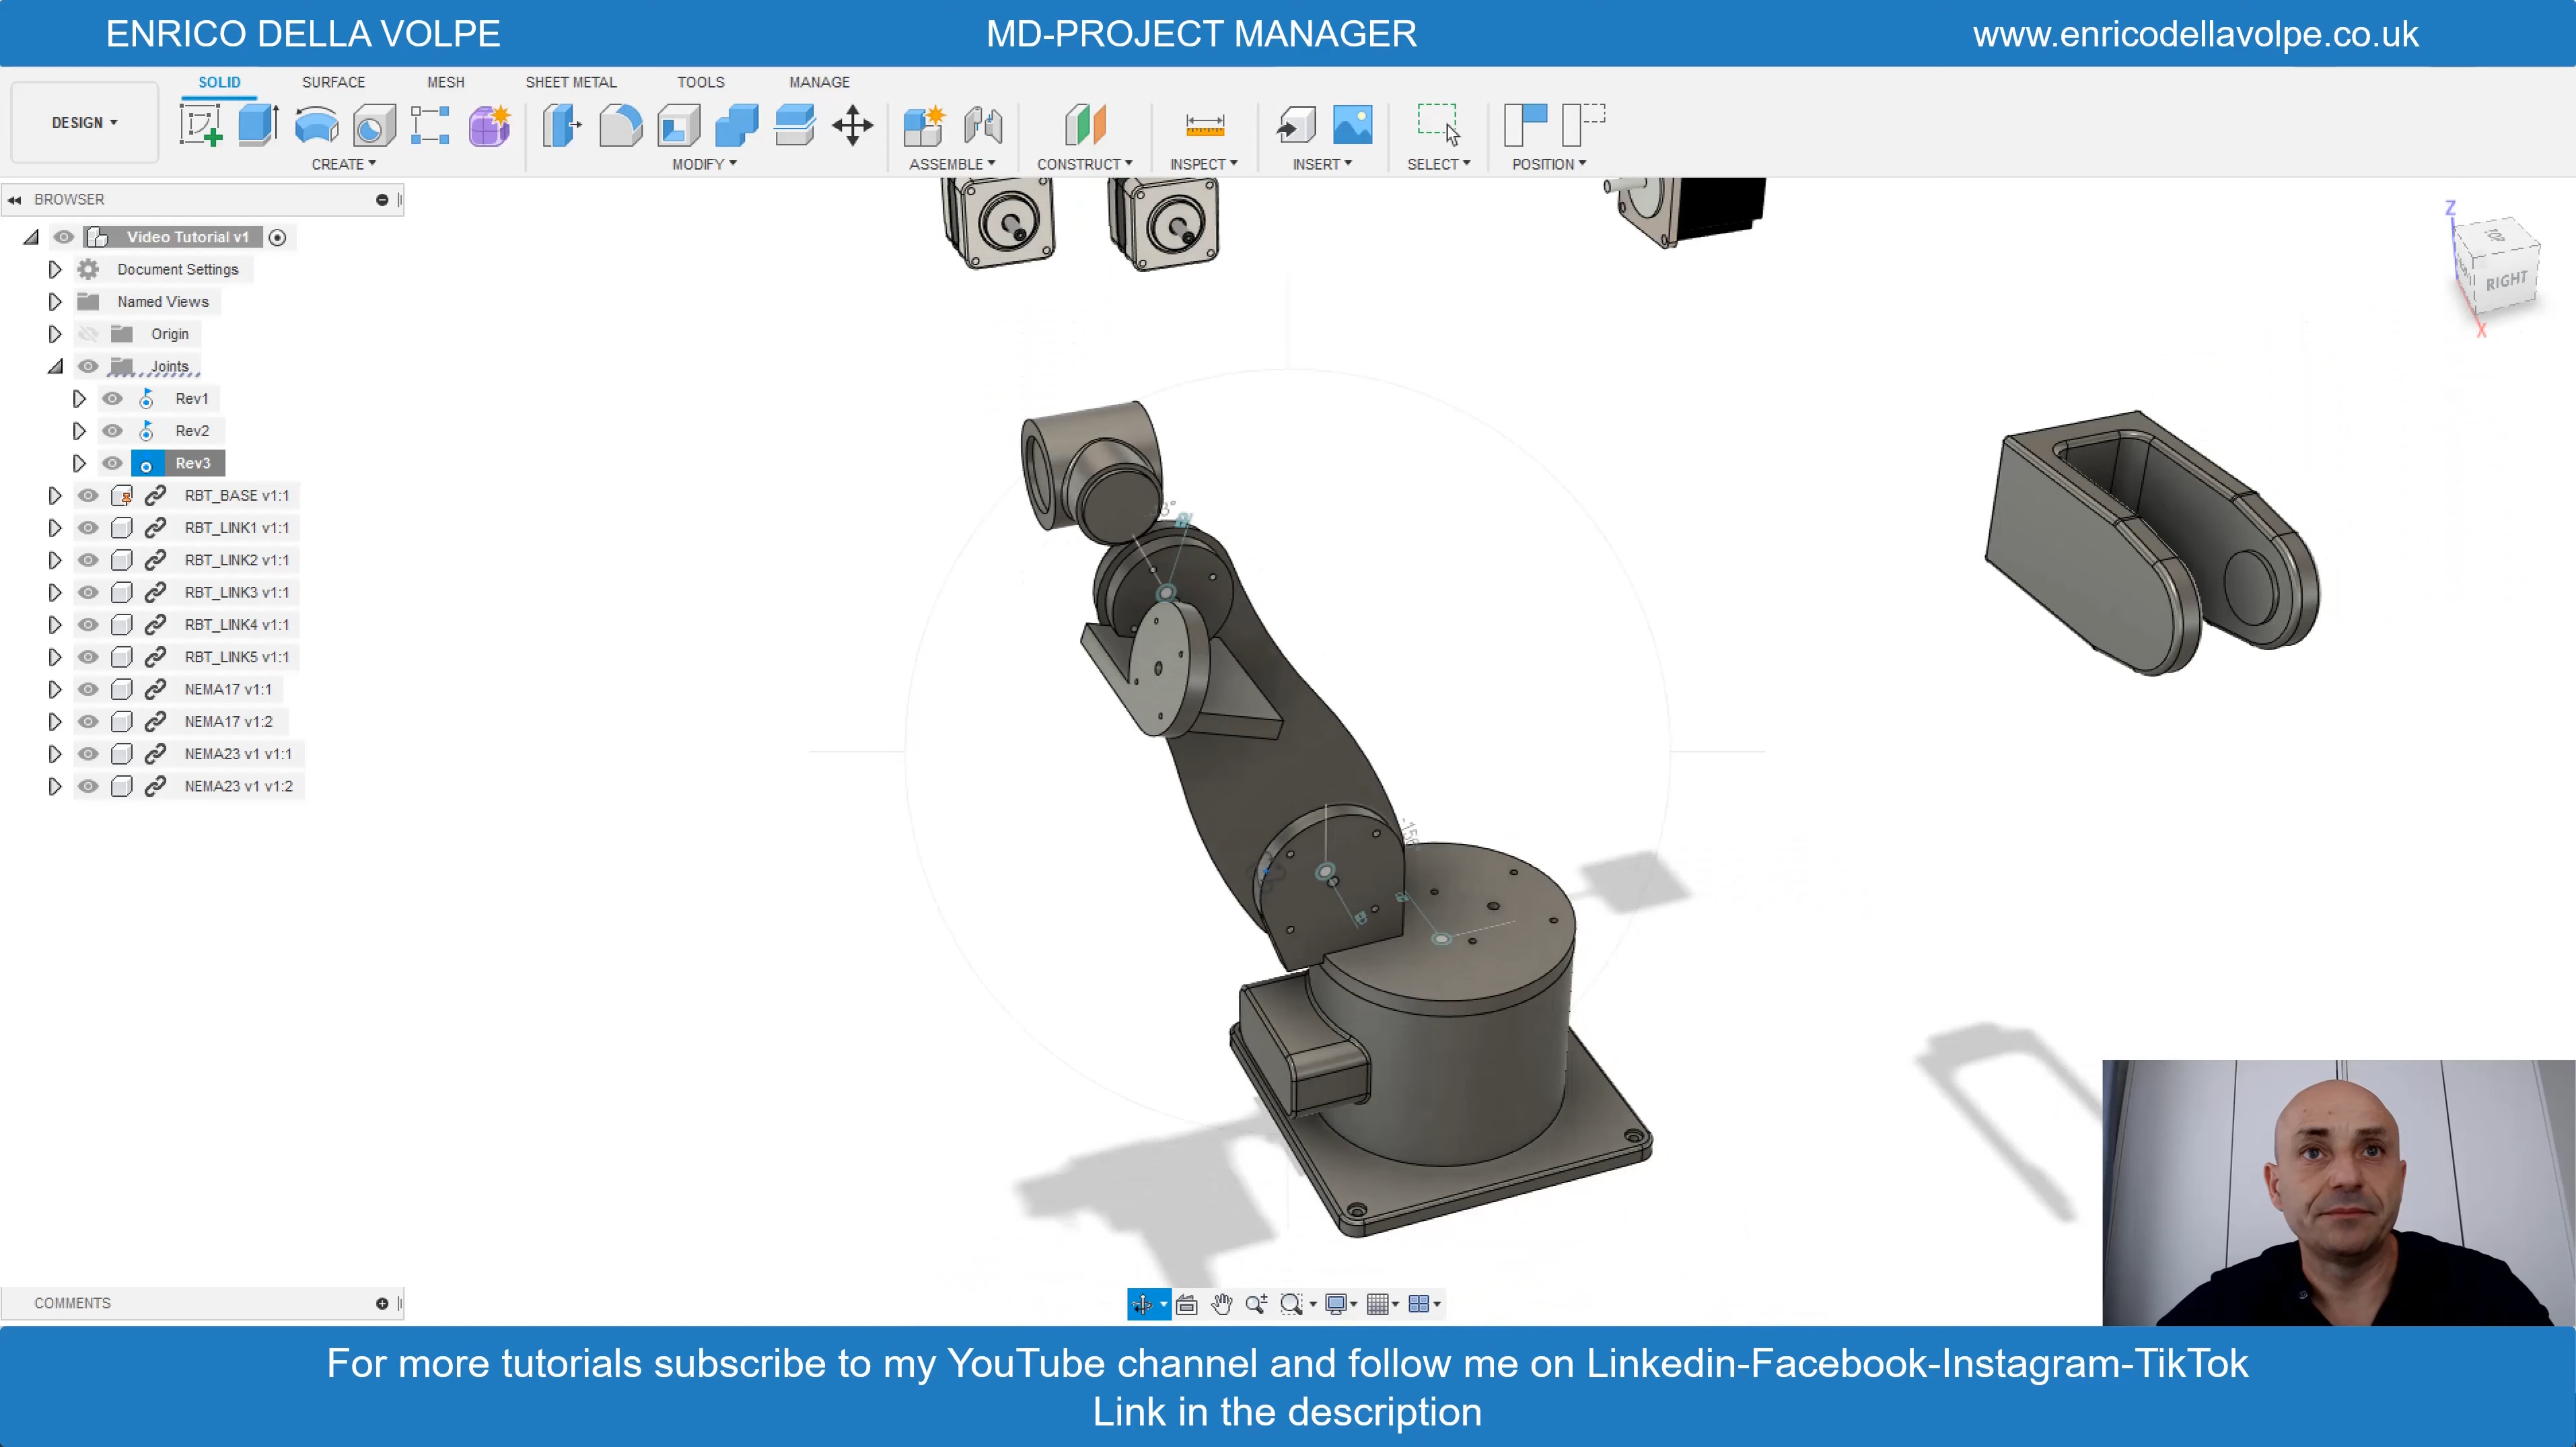 ENRICO DELLA VOLPE
MD-PROJECT MANAGER
www.enricodellavolpe.co.uk
SOLID
SURFACE
MESH
SHEET METAL
TOOLS
MANAGE
DESIGN
CREATE
MODIFY
ASSEMBLE
CONSTRUCT
INSPECT
INSERT
SELECT
POSITION
BROWSER
Video Tutorial v1
Document Settings
Named Views
Origin
Joints
Rev1
Rev2
Rev3
RBT_BASE v1:1
RBT_LINK1 v1:1
RBT_LINK2 v1:1
RBT_LINK3 v1:1
RBT_LINK4 v1:1
RBT_LINK5 v1:1
NEMA17 v1:1
NEMA17 v1:2
NEMA23 v1 v1:1
NEMA23 v1 v1:2
Z
TOP
RIGHT
X
COMMENTS
For more tutorials subscribe to my YouTube channel and follow me on Linkedin-Facebook-Instagram-TikTok
Link in the description